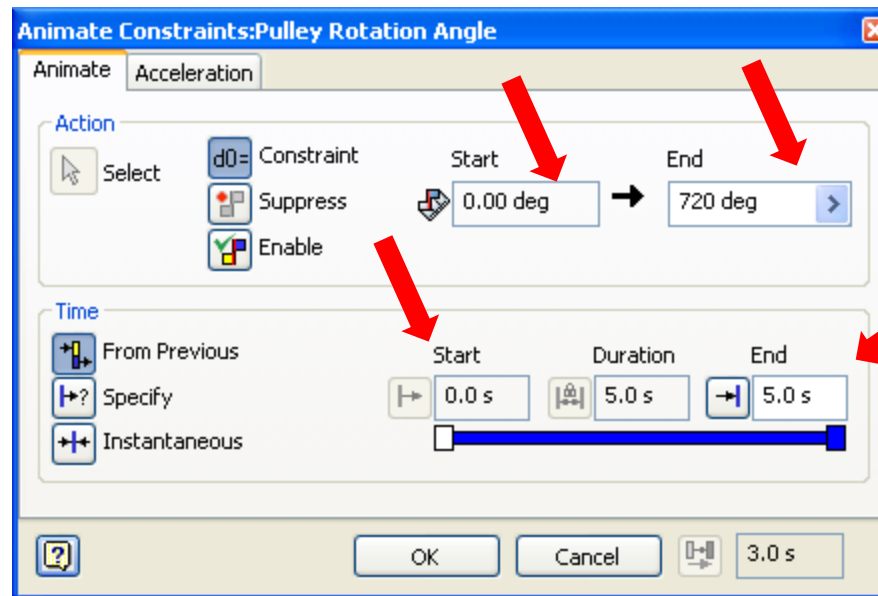 Animate Constraints:Pulley Rotation Angle
Animate Acceleration
Action
Select
d0= Constraint
Suppress
Enable
Start End
0.00 deg 720 deg >
Time
From Previous
Specify
Instantaneous
Start Duration End
0.0 s 5.0 s 5.0 s
? OK Cancel 3.0 s